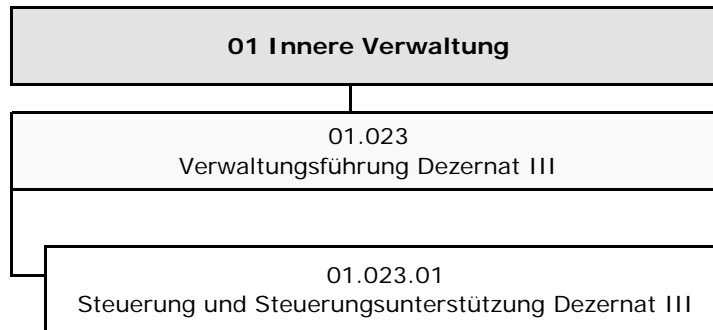 01 Innere Verwaltung
01.023
Verwaltungsführung Dezernat III
01.023.01
Steuerung und Steuerungsunterstützung Dezernat III